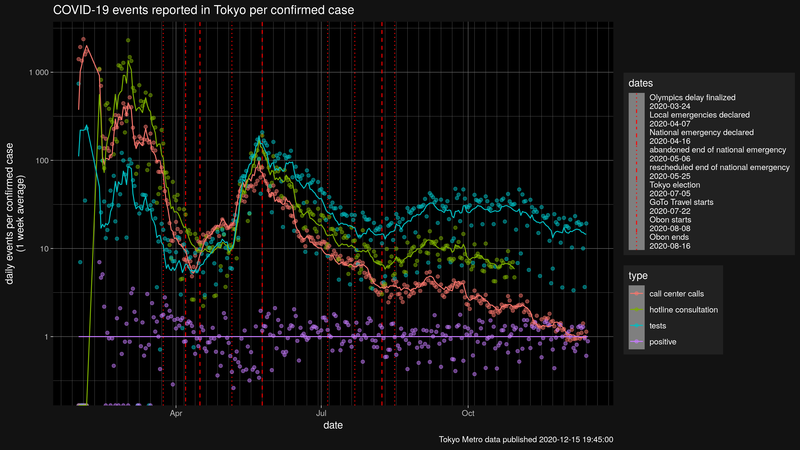 COVID-19 events reported in Tokyo per confirmed case
daily events per confirmed case
(1 week average)
1 000
100
10
1
Apr
Jul
Oct
date
dates
Olympics delay finalized
2020-03-24
Local emergencies declared
2020-04-07
National emergency declared
2020-04-16
abandoned end of national emergency
2020-05-06
rescheduled end of national emergency
2020-05-25
Tokyo election
2020-07-05
GoTo Travel starts
2020-07-22
Obon starts
2020-08-08
Obon ends
2020-08-16
type
call center calls
hotline consultation
tests
positive
Tokyo Metro data published 2020-12-15 19:45:00